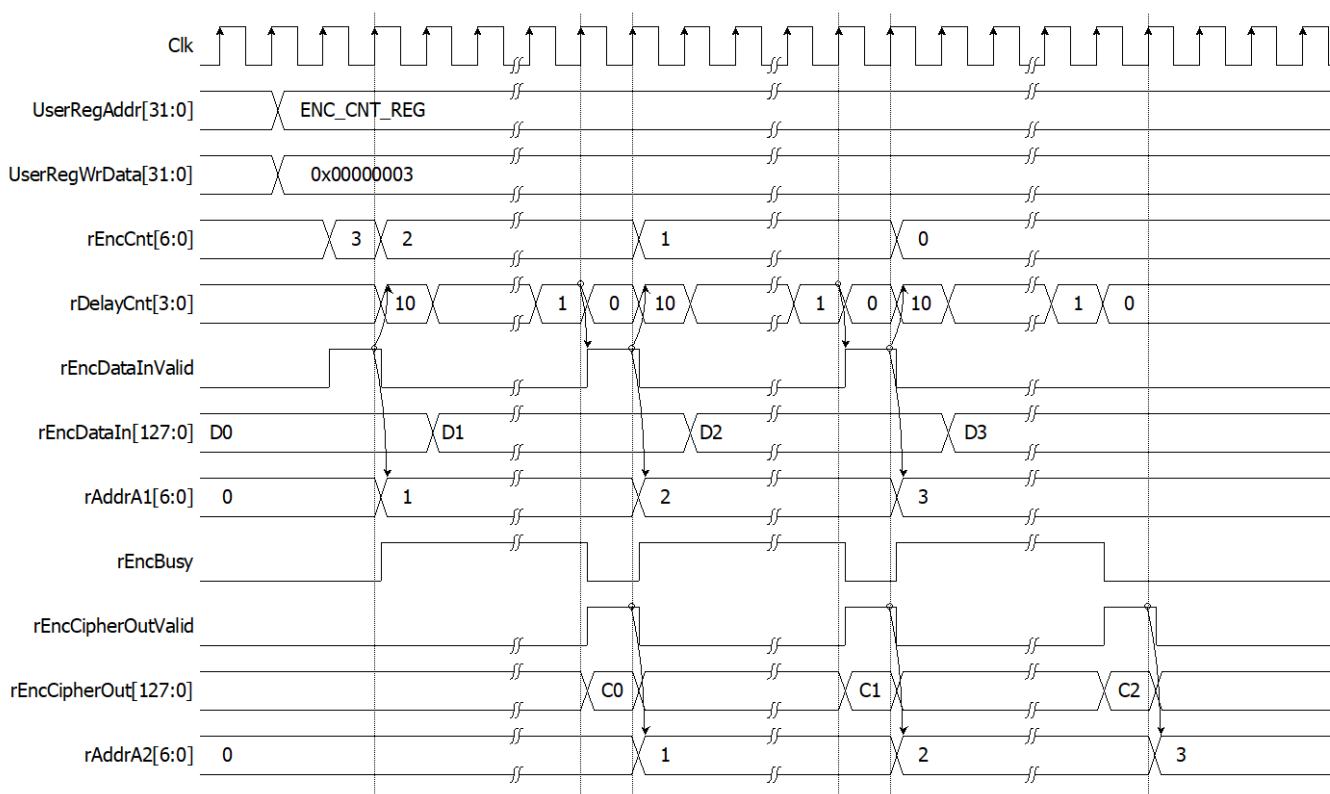 Clk
UserRegAddr[31:0] ENC_CNT_REG
UserRegWrData[31:0] 0x00000003
rEncCnt[6:0] 3 2 1 0
rDelayCnt[3:0] 10 1 0 10 1 0 10 1 0
rEncDataInValid
rEncDataIn[127:0] D0 D1 D2 D3
rAddrA1[6:0] 0 1 2 3
rEncBusy
rEncCipherOutValid
rEncCipherOut[127:0] C0 C1 C2
rAddrA2[6:0] 0 1 2 3